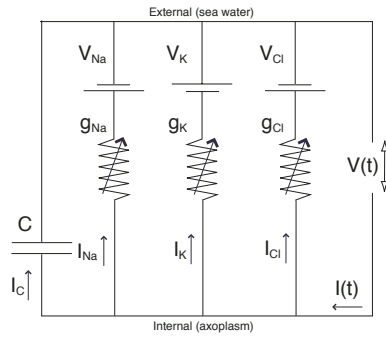 External (sea water)
V_Na V_K V_Cl
g_Na g_K g_Cl
V(t)
C
I_Na I_K I_Cl
I_C I(t)
Internal (axoplasm)